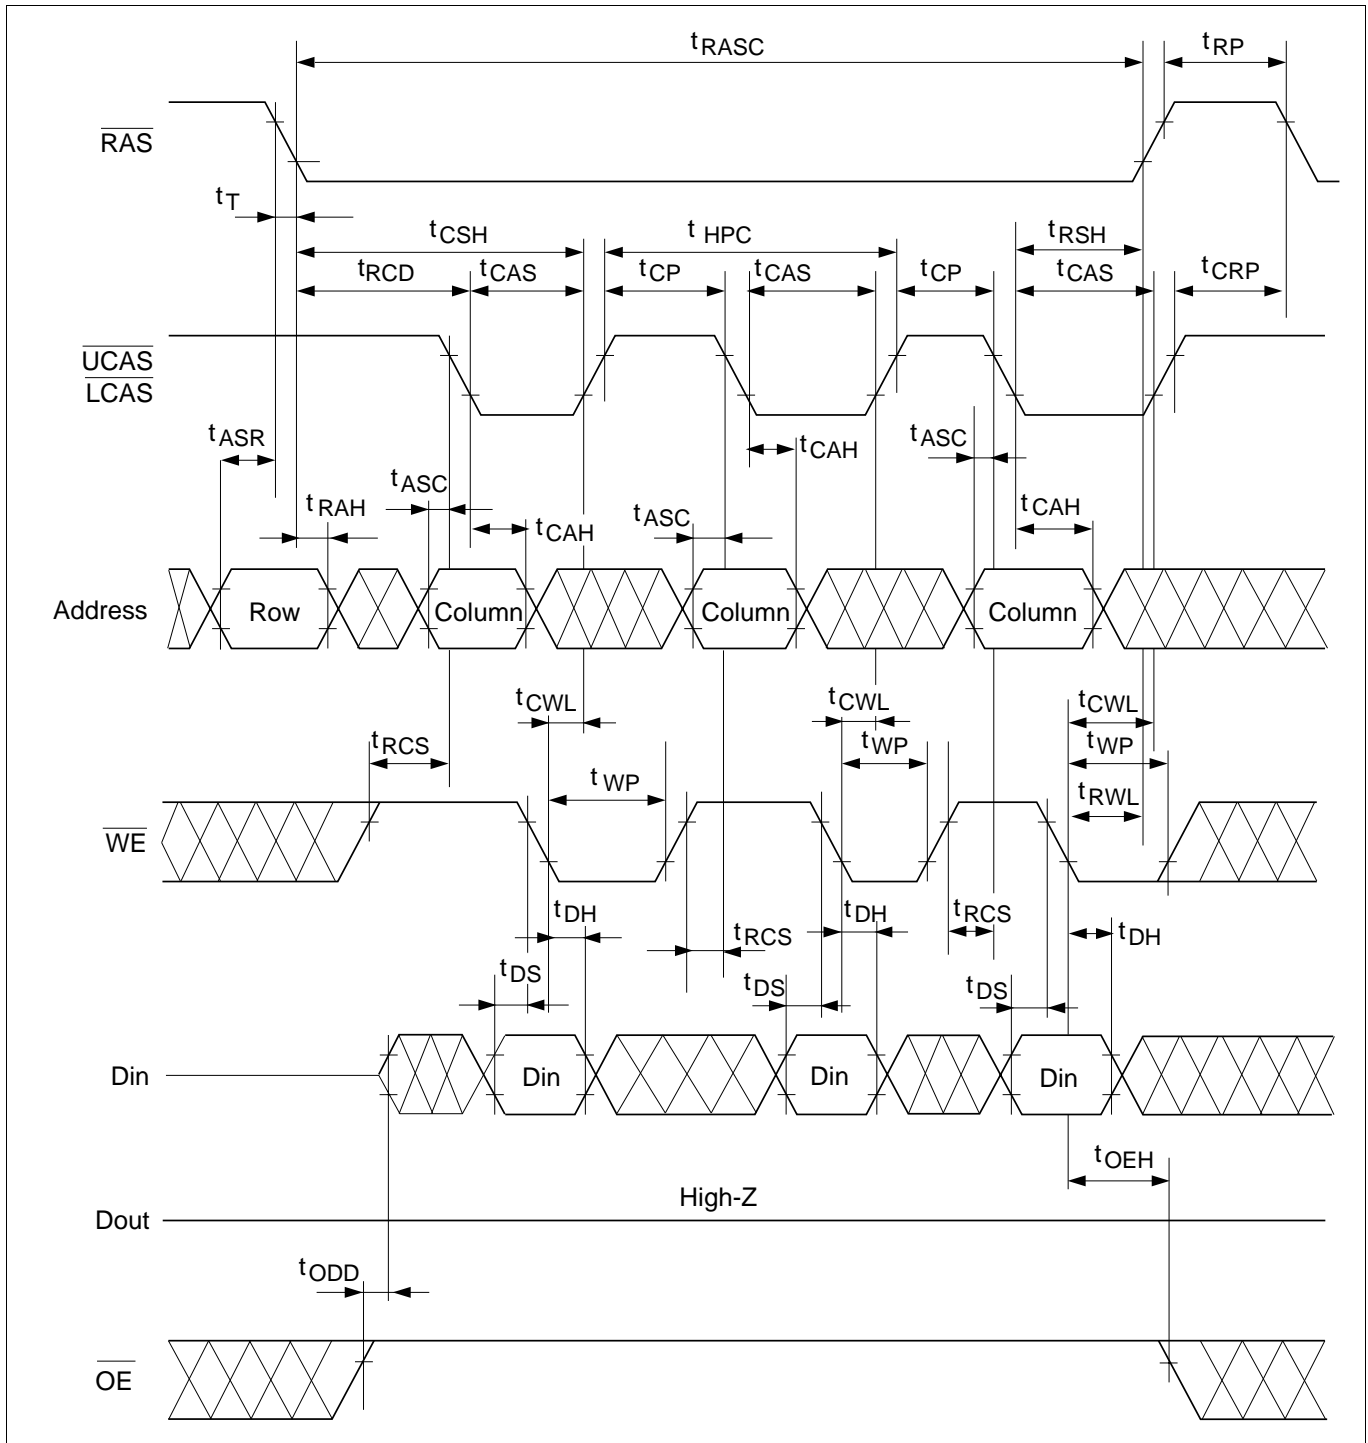 tRASC tRP
RAS
tT
tCSH tHPC tRSH
tRCD tCAS tCP tCAS tCP tCAS tCRP
UCAS
LCAS
tASR tCAH tASC
tASC
tRAH tCAH tASC tCAH
Address Row Column Column Column
tCWL tCWL tCWL
tRCS tWP tWP
tWP
tRWL
WE
tDH tRCS tDH tRCS tDH
tDS tDS tDS
Din Din Din Din
tOEH
High-Z
Dout
tODD
OE